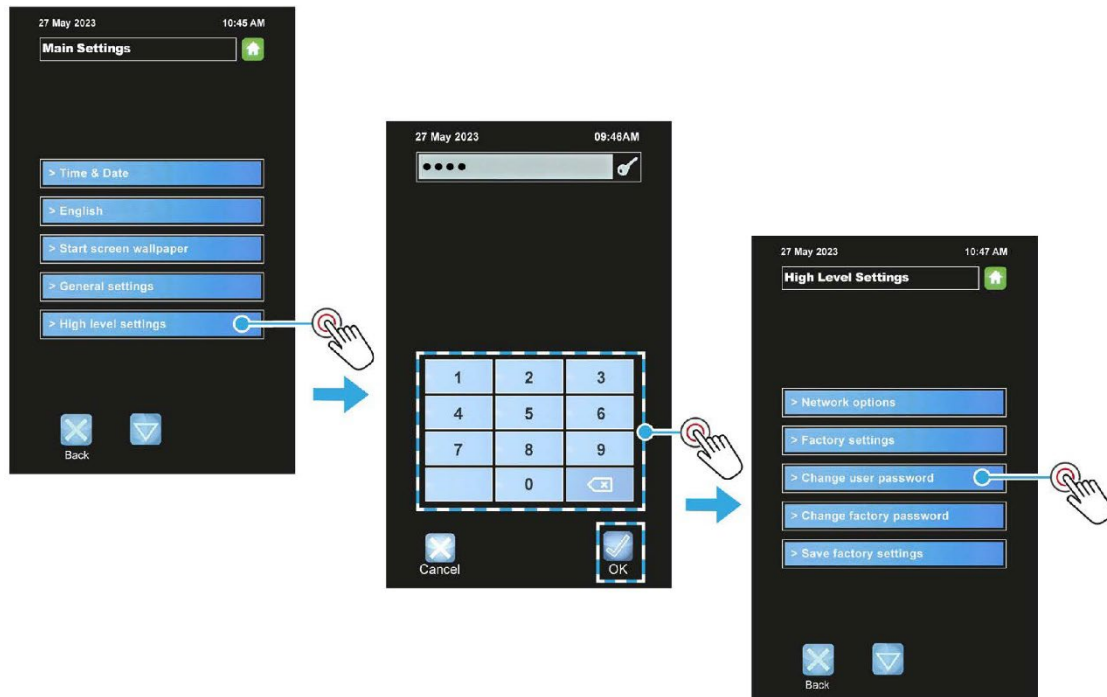 27 May 2023 10:45 AM
Main Settings
> Time & Date
> English
> Start screen wallpaper
> General settings
> High level settings
Back
27 May 2023 09:46AM
••••
1 2 3
4 5 6
7 8 9
0
Cancel OK
27 May 2023 10:47 AM
High Level Settings
> Network options
> Factory settings
> Change user password
> Change factory password
> Save factory settings
Back